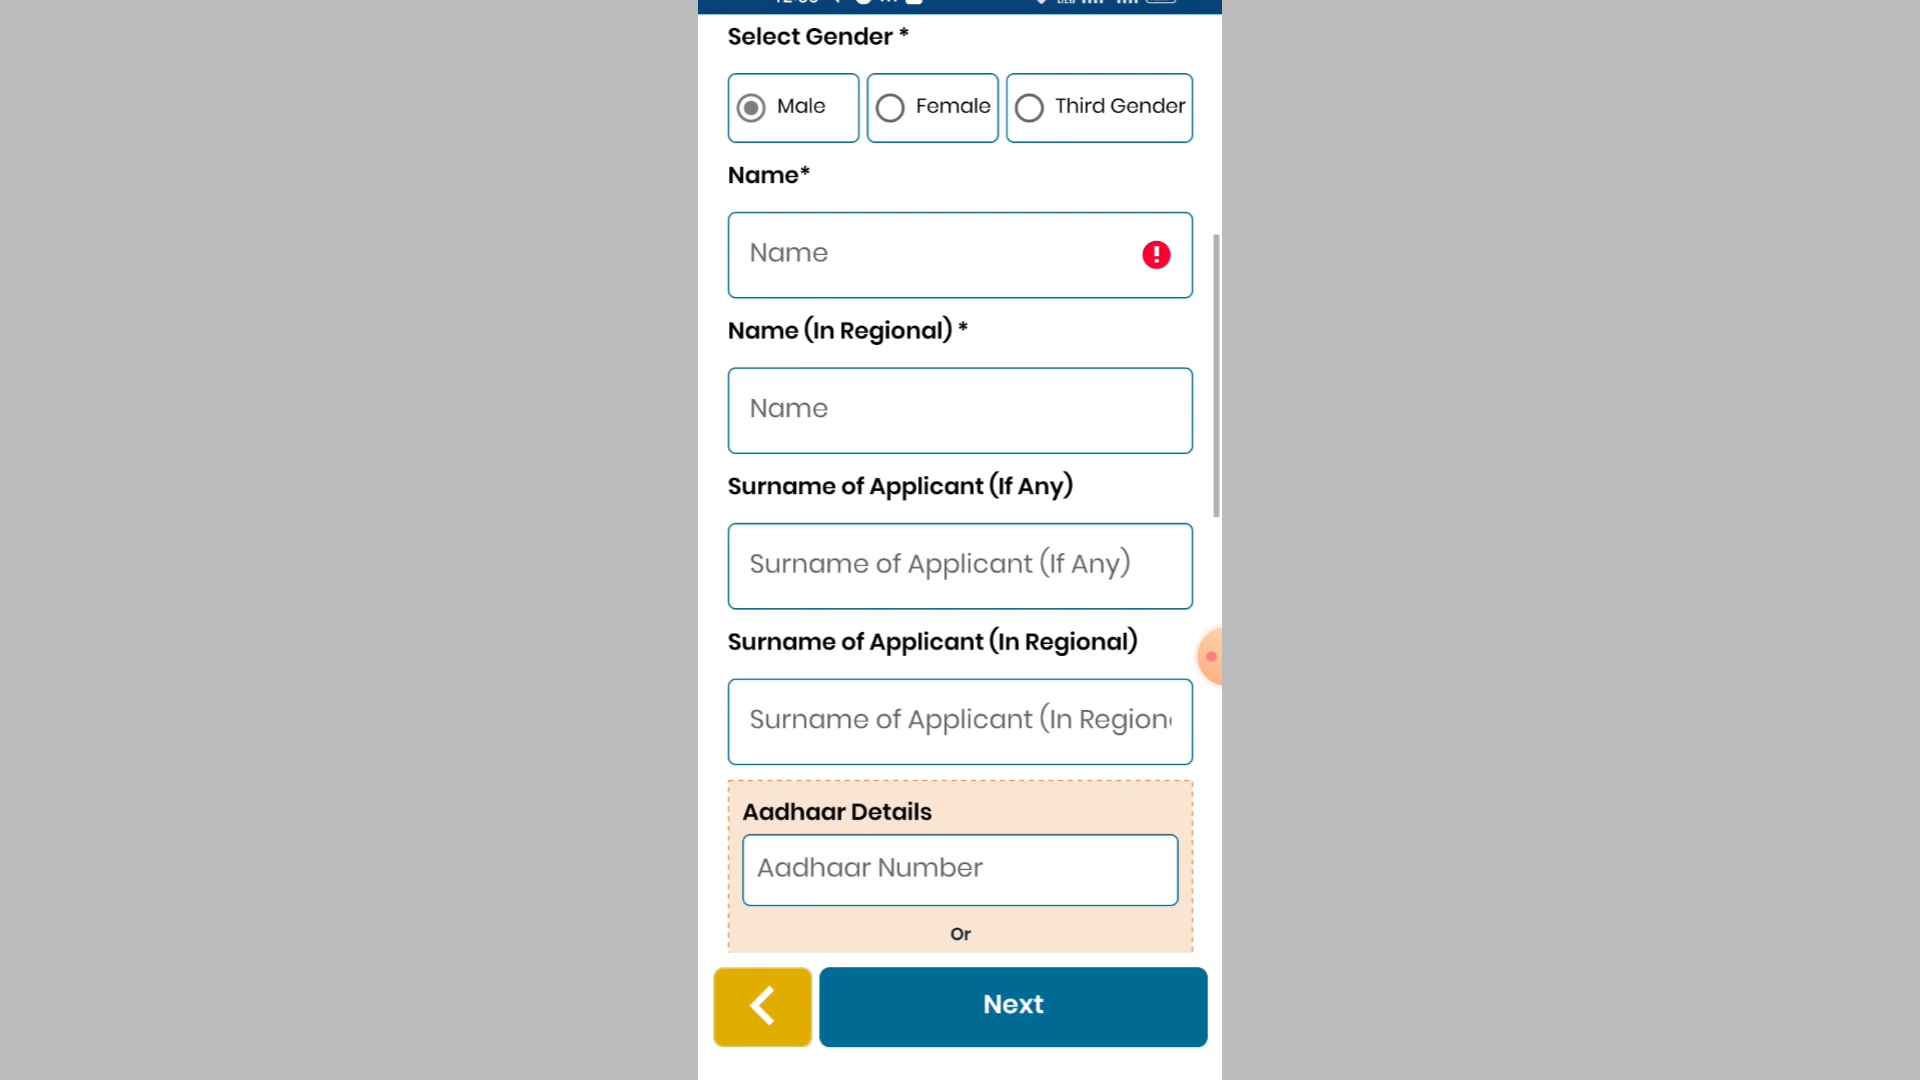 Select Gender *
Male
Female
Third Gender
Name*
Name
Name (In Regional) *
Name
Surname of Applicant (If Any)
Surname of Applicant (If Any)
Surname of Applicant (In Regional)
Surname of Applicant (In Region
Aadhaar Details
Aadhaar Number
Or
Next